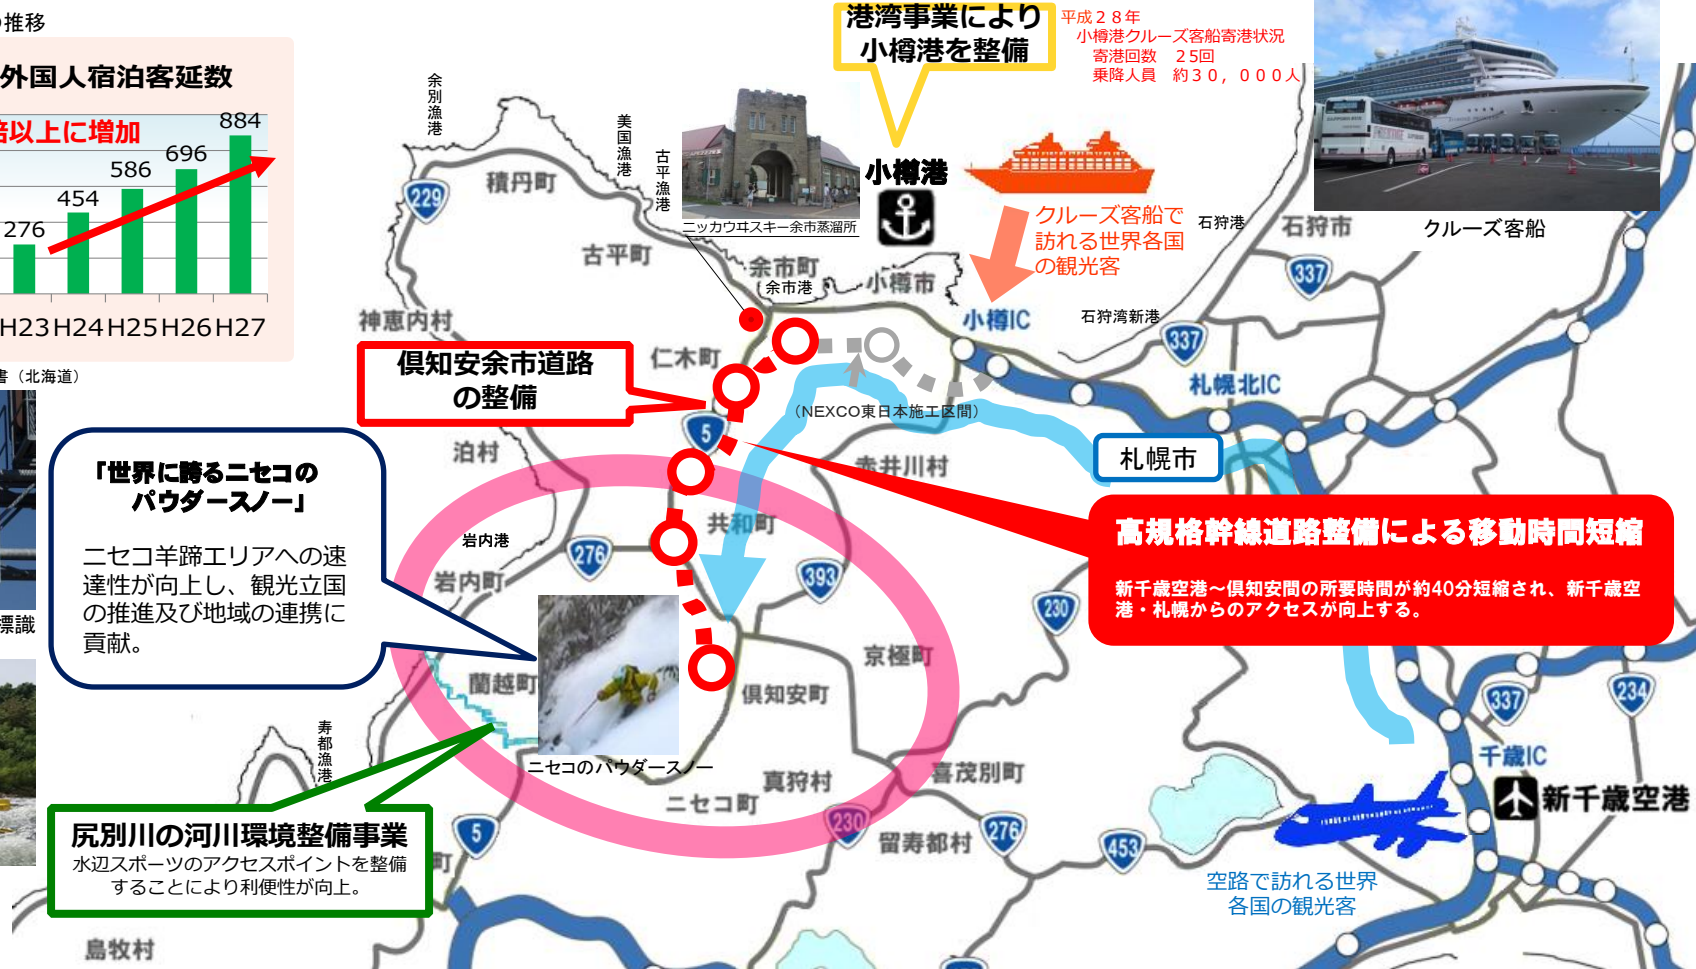 の推移
外国人宿泊客延数
倍以上に増加
276
454
586
696
884
H23
H24
H25
H26
H27
書（北海道）
標識
港湾事業により
小樽港を整備
平成２８年
小樽港クルーズ客船寄港状況
寄港回数　２５回
乗降人員　約３０，０００人
クルーズ客船
余別漁港
美国漁港
古平漁港
積丹町
229
ニッカウヰスキー余市蒸溜所
小樽港
クルーズ客船で
訪れる世界各国
の観光客
石狩港
石狩市
337
古平町
余市町
余市港
小樽市
神恵内村
小樽IC
石狩湾新港
337
倶知安余市道路
の整備
仁木町
札幌北IC
（NEXCO東日本施工区間）
5
泊村
赤井川村
札幌市
「世界に誇るニセコの
パウダースノー」
ニセコ羊蹄エリアへの速
達性が向上し、観光立国
の推進及び地域の連携に
貢献。
共和町
岩内港
276
岩内町
393
高規格幹線道路整備による移動時間短縮
新千歳空港～倶知安間の所要時間が約40分短縮され、新千歳空
港・札幌からのアクセスが向上する。
230
京極町
蘭越町
倶知安町
337
234
寿都漁港
千歳IC
ニセコのパウダースノー
真狩村
喜茂別町
ニセコ町
新千歳空港
尻別川の河川環境整備事業
水辺スポーツのアクセスポイントを整備
することにより利便性が向上。
5
町
230
留寿都村
276
453
空路で訪れる世界
各国の観光客
島牧村